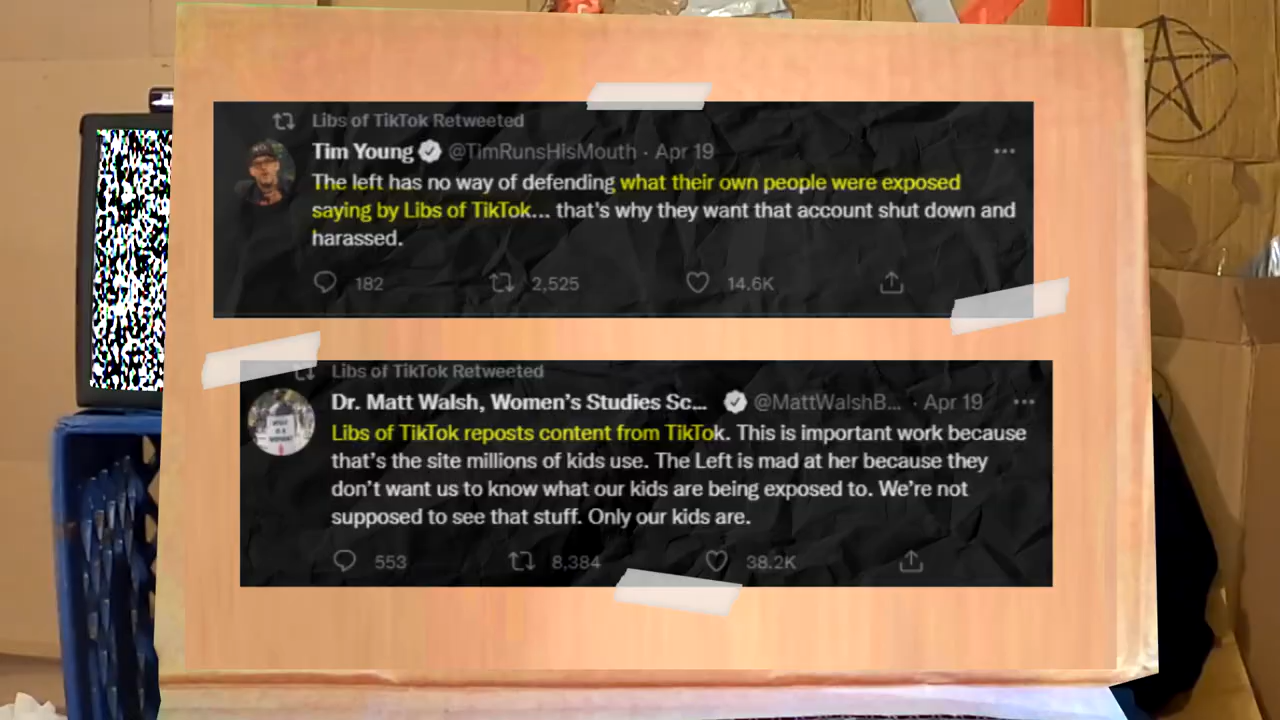 Libs of TikTok Retweeted
Tim Young @TimRunsHisMouth · Apr 19
The left has no way of defending what their own people were exposed
saying by Libs of TikTok... that's why they want that account shut down and
harassed.
182 2,525 14.6K
Libs of TikTok Retweeted
Dr. Matt Walsh, Women's Studies Sc... @MattWalshB... · Apr 19
Libs of TikTok reposts content from TikTok. This is important work because
that's the site millions of kids use. The Left is mad at her because they
don't want us to know what our kids are being exposed to. We're not
supposed to see that stuff. Only our kids are.
553 8,384 38.2K